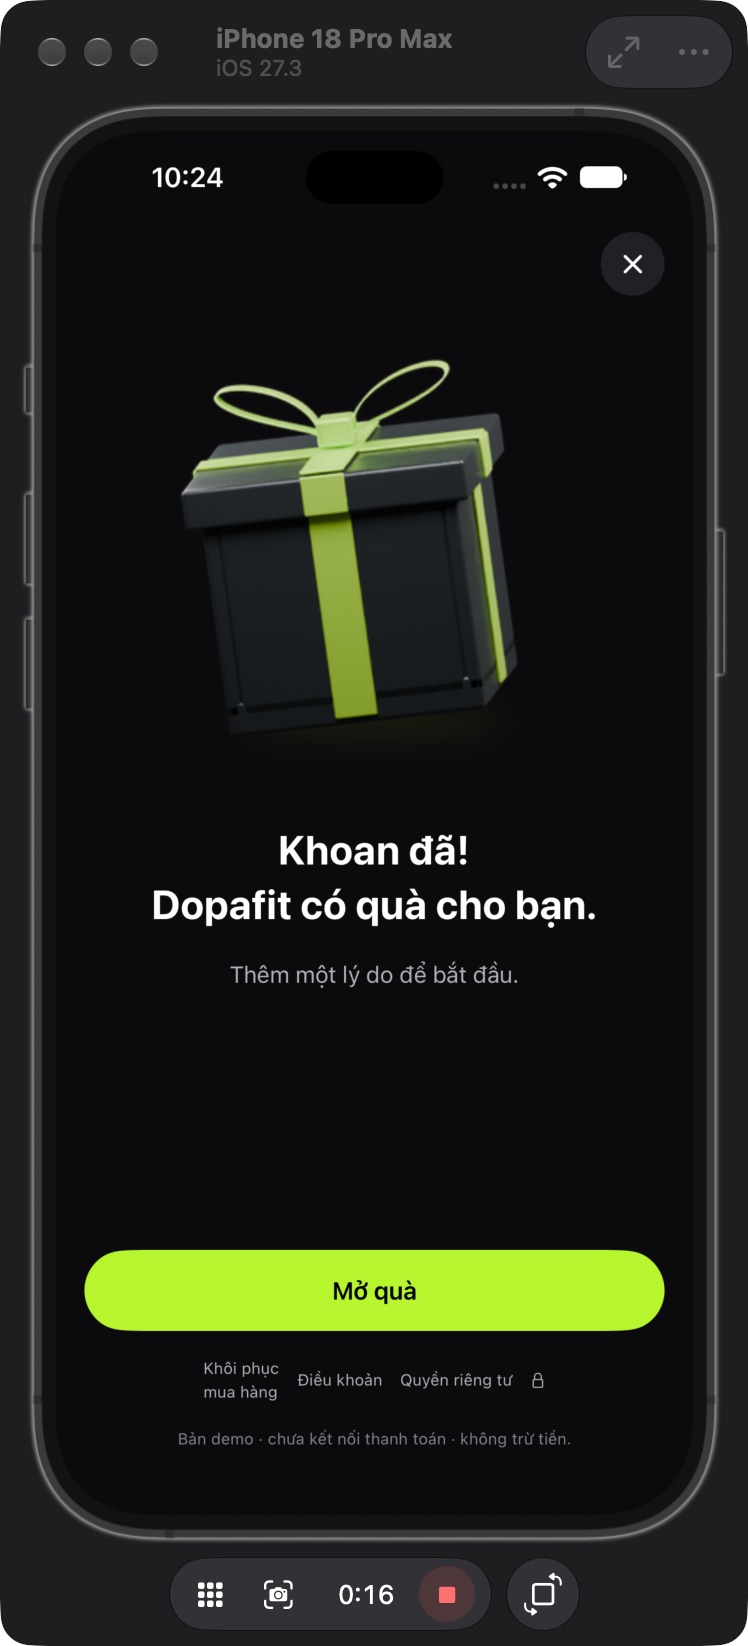 iPhone 18 Pro Max
iOS 27.3
10:24
Khoan đã!
Dopafit có quà cho bạn.
Thêm một lý do để bắt đầu.
Mở quà
Khôi phục
mua hàng
Điều khoản
Quyền riêng tư
Bản demo · chưa kết nối thanh toán · không trừ tiền.
0:16